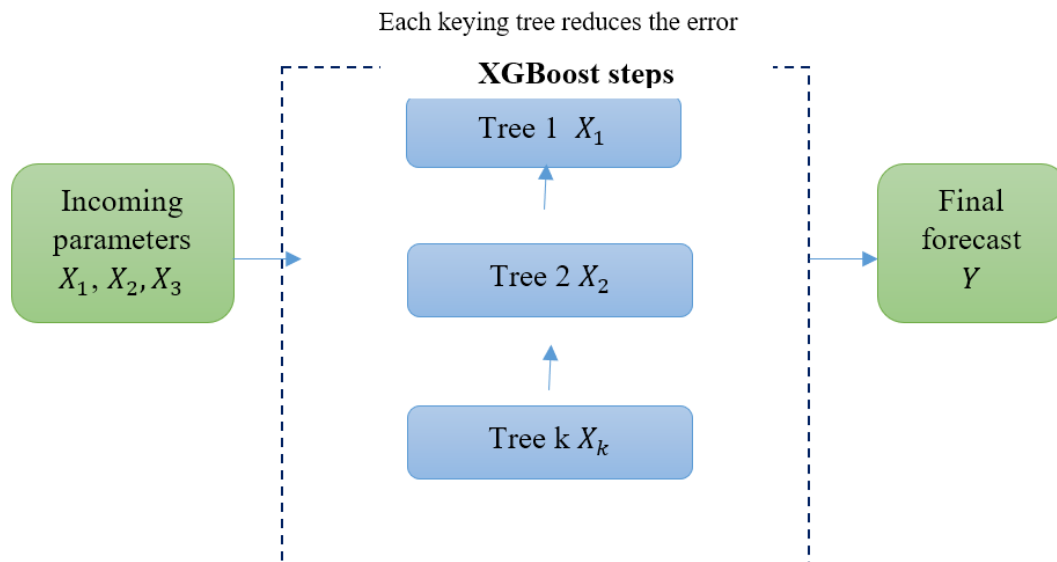 Each keying tree reduces the error
XGBoost steps
Tree 1 X₁
Incoming
parameters
X₁, X₂, X₃
Tree 2 X₂
Tree k Xₖ
Final
forecast
Y